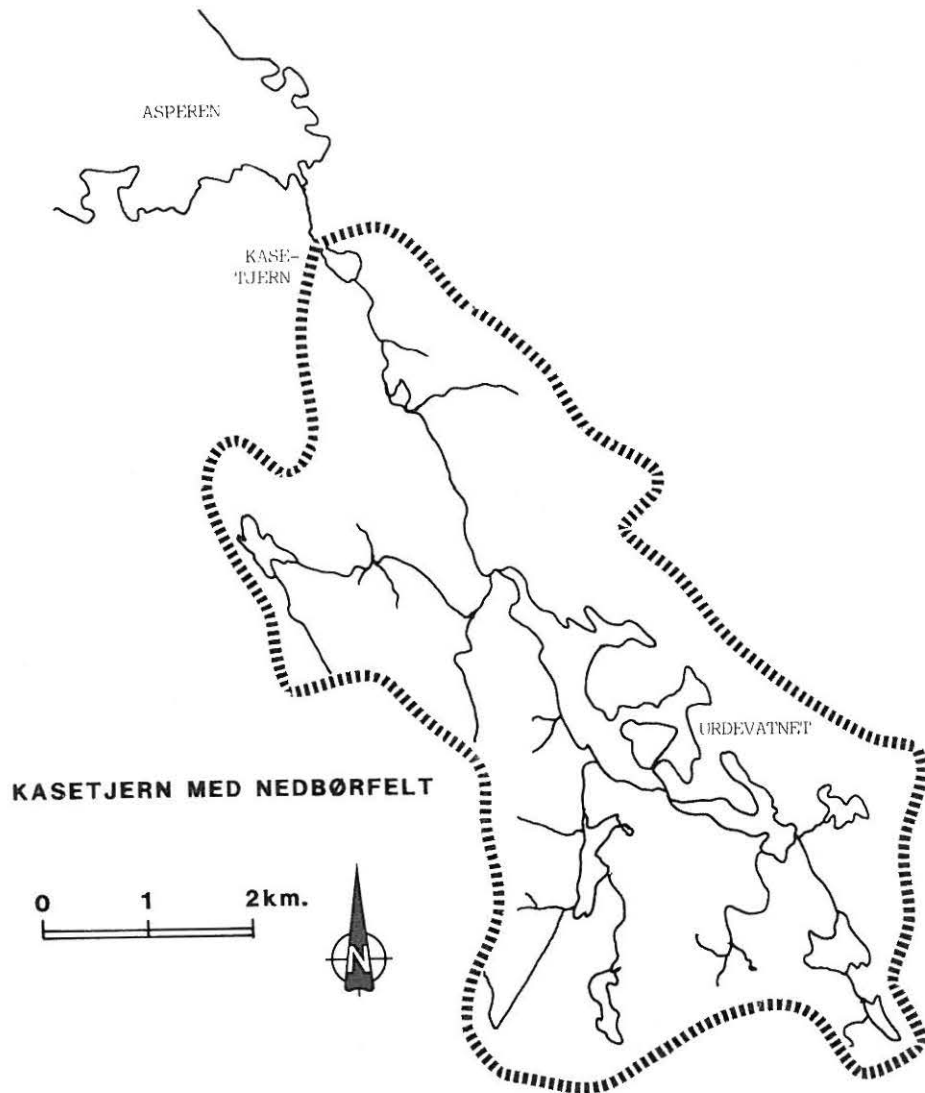 ASPEREN
KASE-
TJERN
URDEVATNET
KASETJERN MED NEDBØRFELT
0 1 2km.
N